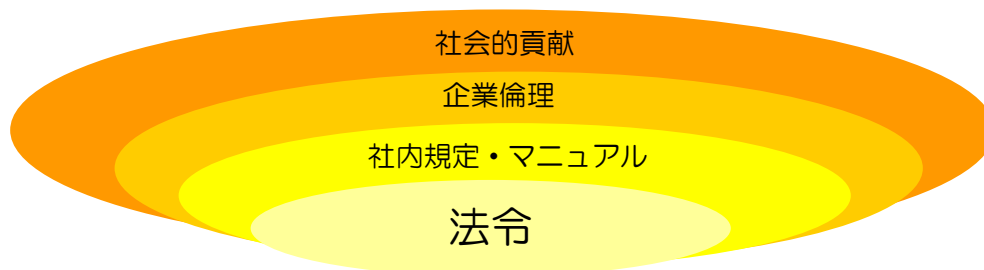 社会的貢献
企業倫理
社内規定・マニュアル
法令